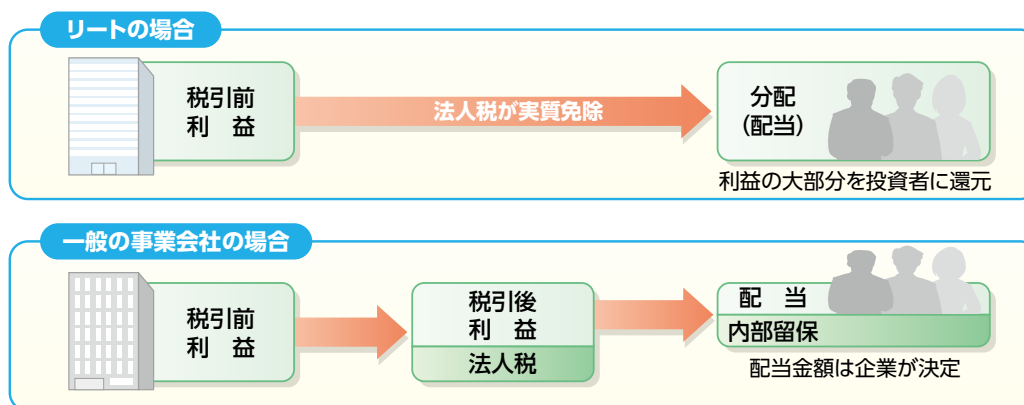 リートの場合
税引前
利　益
法人税が実質免除
分配
（配当）
利益の大部分を投資者に還元
一般の事業会社の場合
税引前
利　益
税引後
利　益
法人税
配　当
内部留保
配当金額は企業が決定